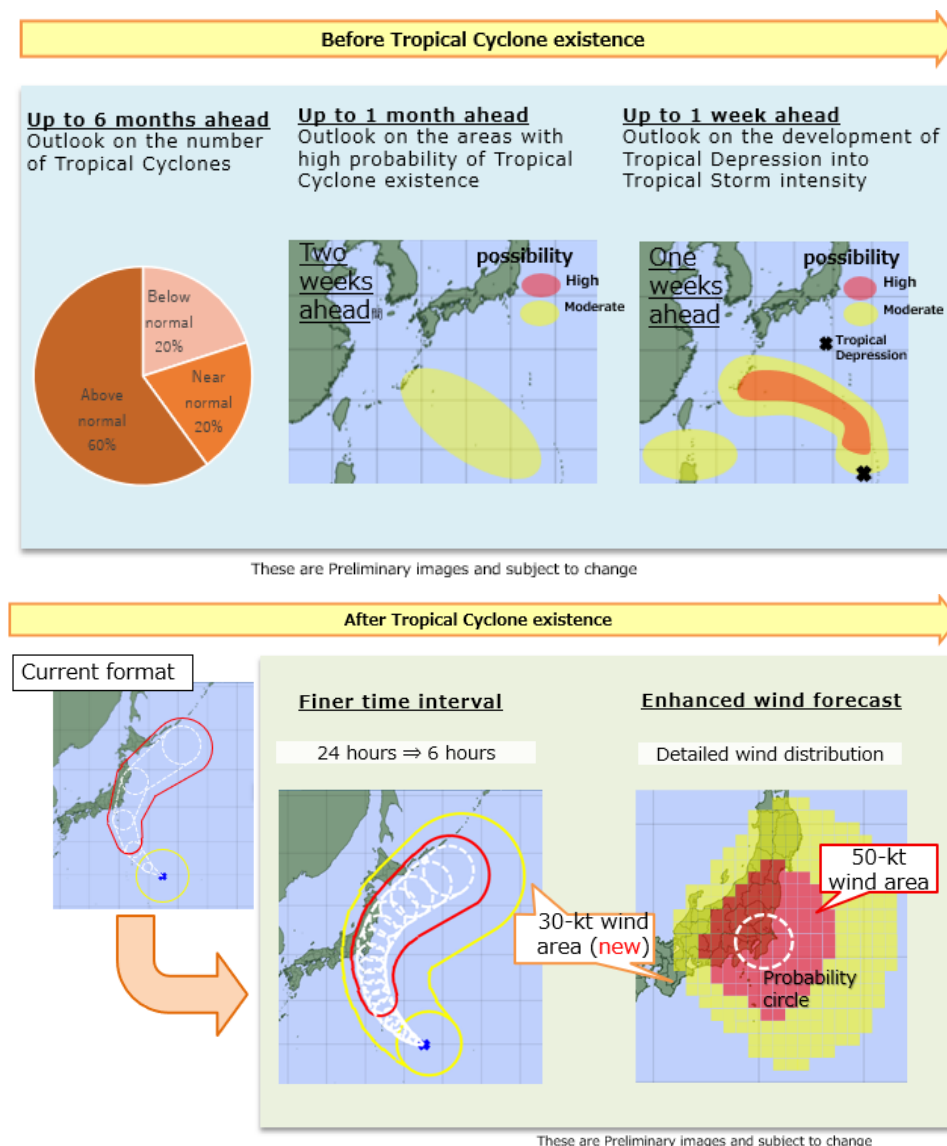 Before Tropical Cyclone existence
Up to 6 months ahead
Outlook on the number
of Tropical Cyclones
Below
normal
20%
Near
normal
20%
Above
normal
60%
Up to 1 month ahead
Outlook on the areas with
high probability of Tropical
Cyclone existence
Two
weeks
ahead間
possibility
High
Moderate
Up to 1 week ahead
Outlook on the development of
Tropical Depression into
Tropical Storm intensity
One
weeks
ahead
possibility
High
Moderate
Tropical
Depression
These are Preliminary images and subject to change
After Tropical Cyclone existence
Current format
Finer time interval
24 hours ⇒ 6 hours
Enhanced wind forecast
Detailed wind distribution
30-kt wind
area (new)
50-kt
wind area
Probability
circle
These are Preliminary images and subject to change